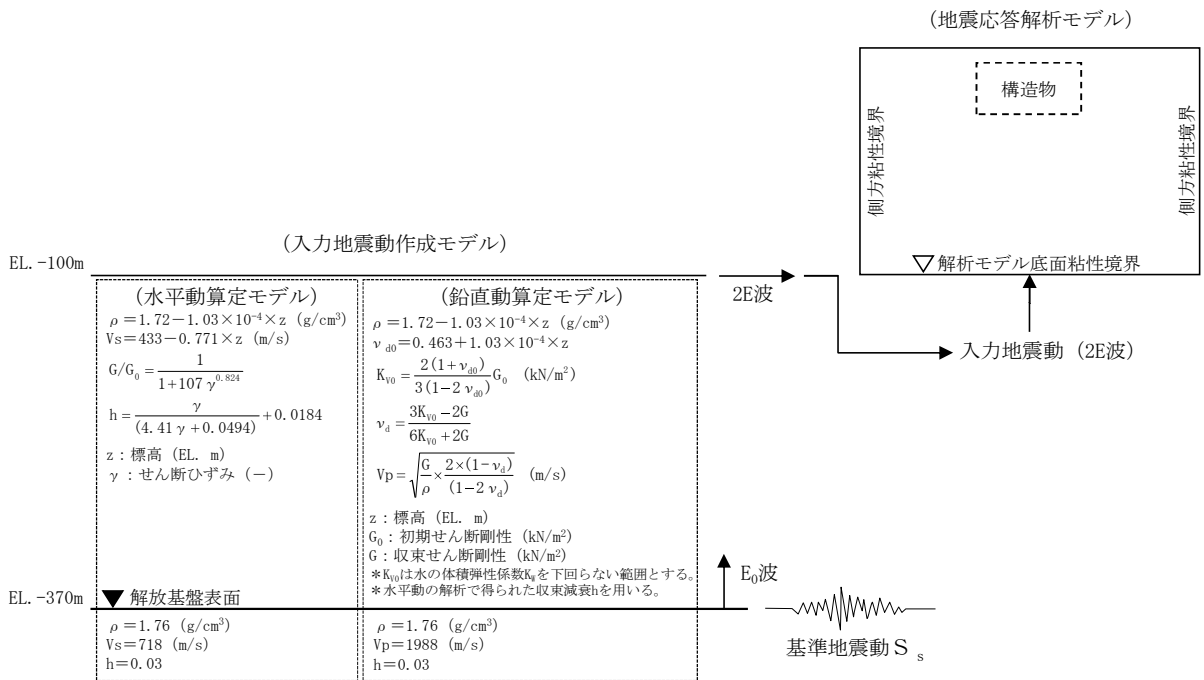 (地震応答解析モデル)
構造物
側方粘性境界
側方粘性境界
▽解析モデル底面粘性境界
(入力地震動作成モデル)
EL.-100m
2E波
入力地震動(2E波)
(水平動算定モデル)
ρ=1.72-1.03×10⁻⁴×z (g/cm³)
Vs=433-0.771×z (m/s)
G/G₀=1/(1+107γ^0.824)
h=γ/(4.41γ+0.0494)+0.0184
z:標高(EL. m)
γ:せん断ひずみ(-)
(鉛直動算定モデル)
ρ=1.72-1.03×10⁻⁴×z (g/cm³)
ν_d0=0.463+1.03×10⁻⁴×z
K_V0=2(1+ν_d0)/3(1-2ν_d0) G₀ (kN/m²)
ν_d=(3K_V0-2G)/(6K_V0+2G)
Vp=√(G/ρ×2×(1-ν_d)/(1-2ν_d)) (m/s)
z:標高(EL. m)
G₀:初期せん断剛性(kN/m²)
G:収束せん断剛性(kN/m²)
*K_V0は水の体積弾性係数K_Wを下回らない範囲とする。
*水平動の解析で得られた収束減衰hを用いる。
E₀波
EL.-370m
▼解放基盤表面
ρ=1.76 (g/cm³)
Vs=718 (m/s)
h=0.03
ρ=1.76 (g/cm³)
Vp=1988 (m/s)
h=0.03
基準地震動Ss